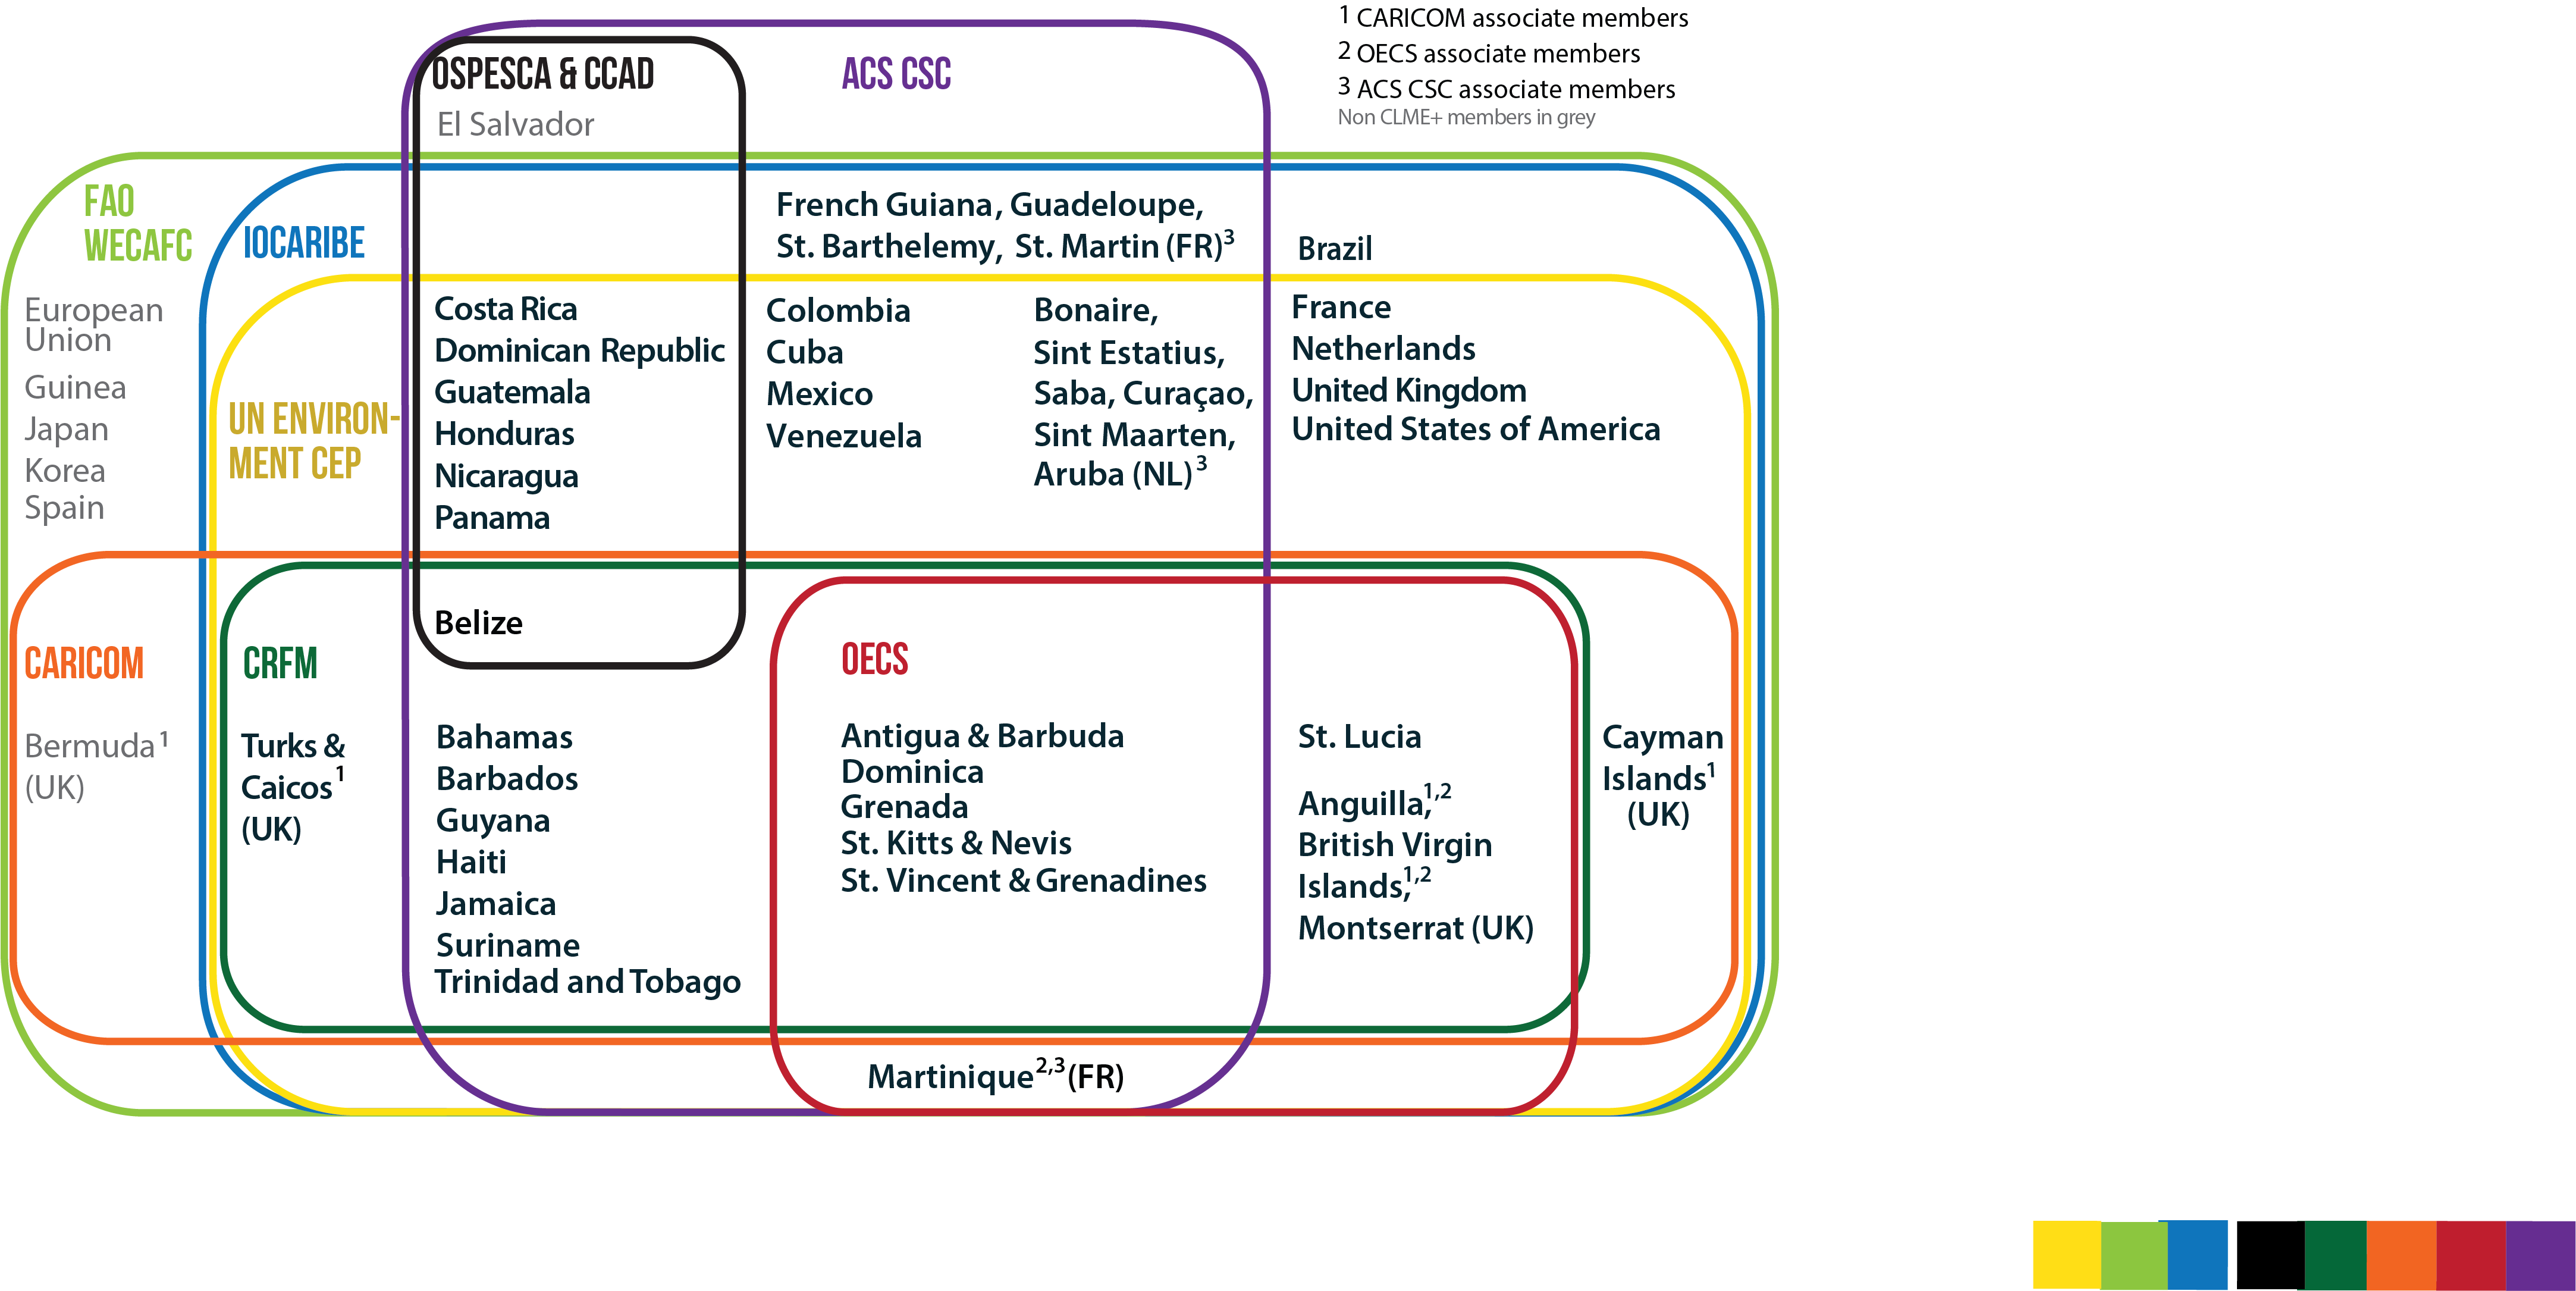 1 CARICOM associate members
2 OECS associate members
3 ACS CSC associate members
Non CLME+ members in grey
OSPESCA & CCAD
El Salvador
ACS CSC
FAO
WECAFC
European
Union
Guinea
Japan
Korea
Spain
IOCARIBE
French Guiana, Guadeloupe,
St. Barthelemy, St. Martin (FR)3
Brazil
UN ENVIRON-
MENT CEP
Costa Rica
Dominican Republic
Guatemala
Honduras
Nicaragua
Panama
Colombia
Cuba
Mexico
Venezuela
Bonaire,
Sint Estatius,
Saba, Curaçao,
Sint Maarten,
Aruba (NL)3
France
Netherlands
United Kingdom
United States of America
CARICOM
Bermuda1
(UK)
CRFM
Turks &
Caicos1
(UK)
Belize
Bahamas
Barbados
Guyana
Haiti
Jamaica
Suriname
Trinidad and Tobago
OECS
Antigua & Barbuda
Dominica
Grenada
St. Kitts & Nevis
St. Vincent & Grenadines
St. Lucia
Anguilla,1,2
British Virgin
Islands,1,2
Montserrat (UK)
Cayman
Islands1
(UK)
Martinique2,3(FR)